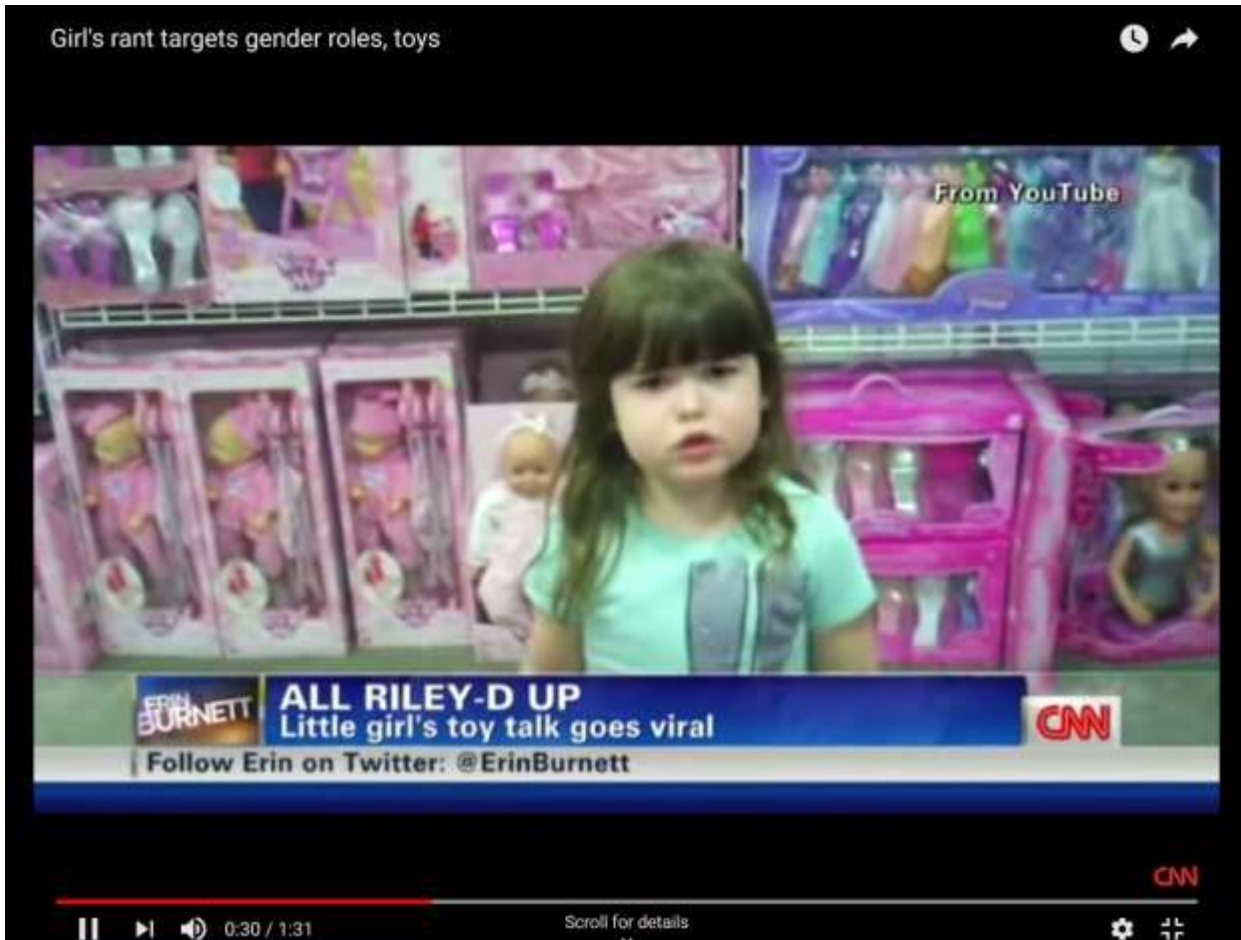 Girl's rant targets gender roles, toys
From YouTube
ERIN
BURNETT
ALL RILEY-D UP
Little girl's toy talk goes viral
CNN
Follow Erin on Twitter: @ErinBurnett
CNN
0:30 / 1:31
Scroll for details